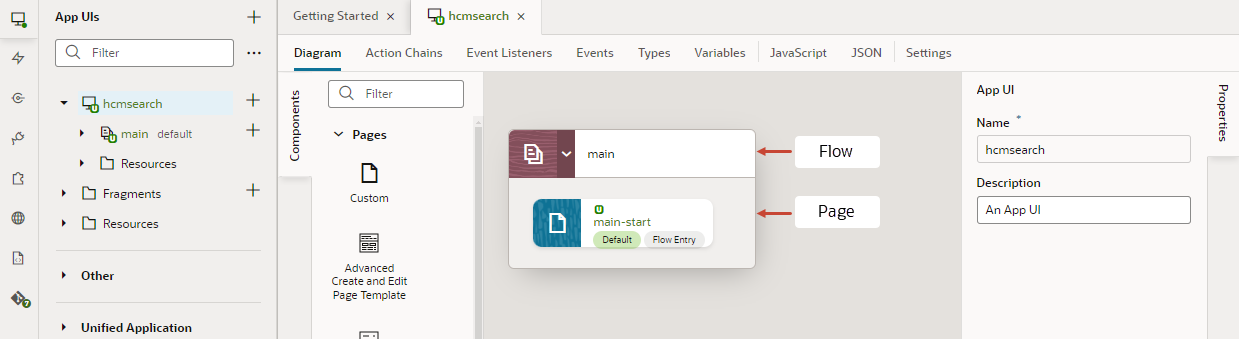 App UIs
Filter
hcmsearch
main default
Resources
Fragments
Resources
Other
Unified Application
Getting Started
hcmsearch
Diagram Action Chains Event Listeners Events Types Variables JavaScript JSON Settings
Components
Filter
Pages
Custom
Advanced
Create and Edit
Page Template
main
main-start
Default Flow Entry
Flow
Page
App UI
Name *
hcmsearch
Description
An App UI
Properties